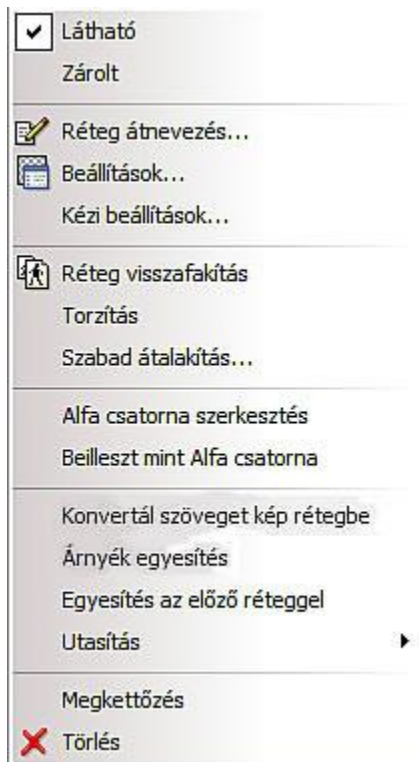 Látható
Zárolt
Réteg átnevezés...
Beállítások...
Kézi beállítások...
Réteg visszafakítás
Torzítás
Szabad átalakítás...
Alfa csatorna szerkesztés
Beilleszt mint Alfa csatorna
Konvertál szöveget kép rétegbe
Árnyék egyesítés
Egyesítés az előző réteggel
Utasítás
Megkettőzés
Törlés